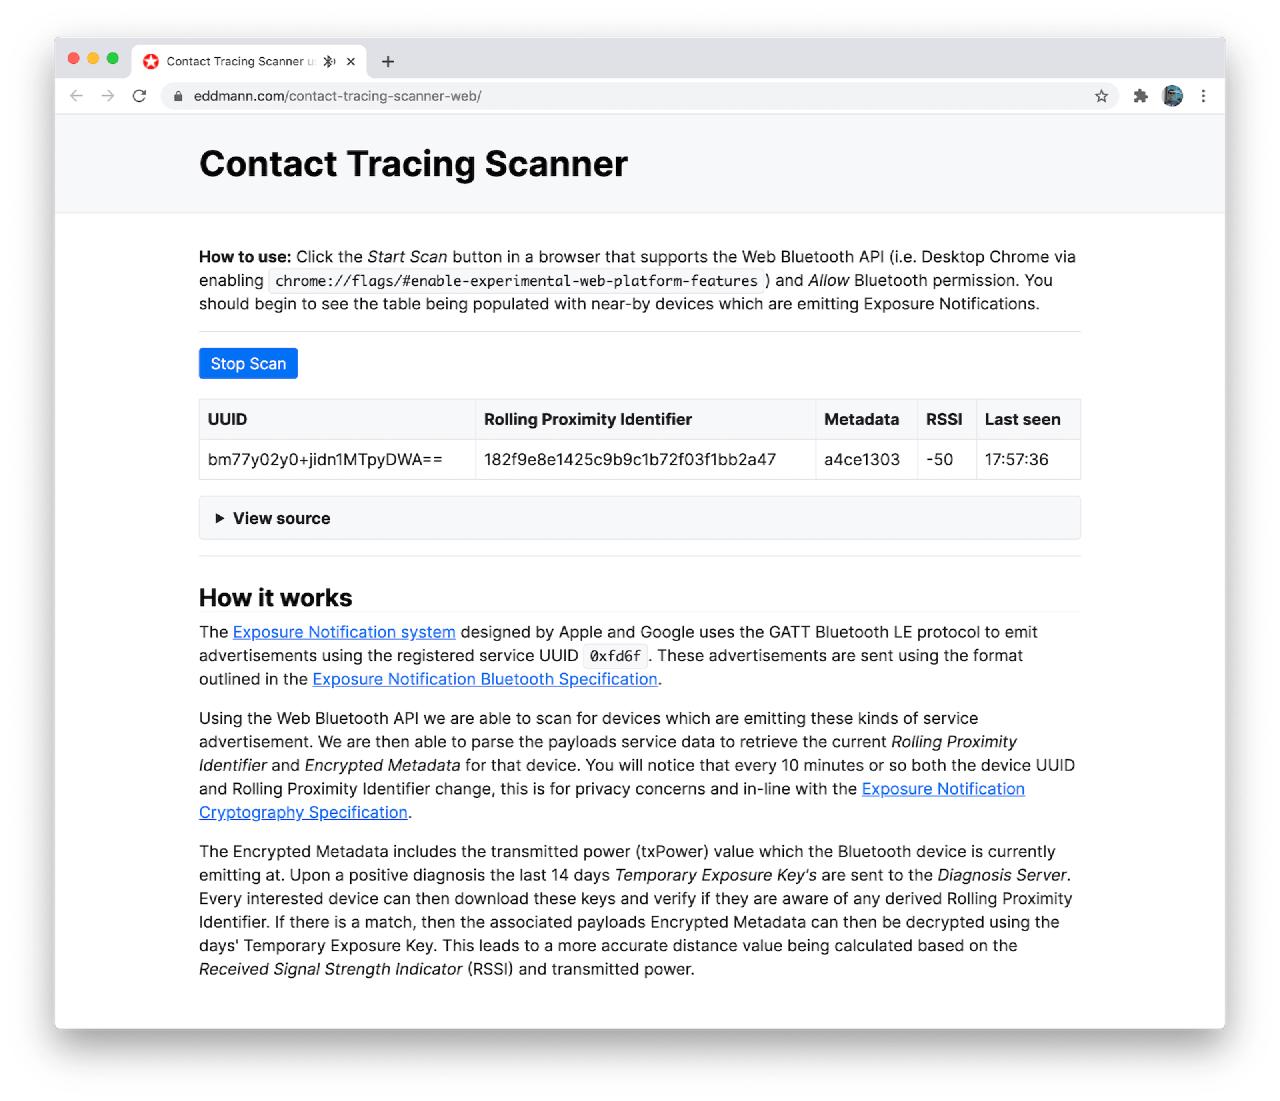 Contact Tracing Scanner u
eddmann.com/contact-tracing-scanner-web/
Contact Tracing Scanner
How to use: Click the Start Scan button in a browser that supports the Web Bluetooth API (i.e. Desktop Chrome via
enabling chrome://flags/#enable-experimental-web-platform-features ) and Allow Bluetooth permission. You
should begin to see the table being populated with near-by devices which are emitting Exposure Notifications.
Stop Scan
UUID Rolling Proximity Identifier Metadata RSSI Last seen
bm77y02y0+jidn1MTpyDWA== 182f9e8e1425c9b9c1b72f03f1bb2a47 a4ce1303 -50 17:57:36
View source
How it works
The Exposure Notification system designed by Apple and Google uses the GATT Bluetooth LE protocol to emit
advertisements using the registered service UUID 0xfd6f . These advertisements are sent using the format
outlined in the Exposure Notification Bluetooth Specification.
Using the Web Bluetooth API we are able to scan for devices which are emitting these kinds of service
advertisement. We are then able to parse the payloads service data to retrieve the current Rolling Proximity
Identifier and Encrypted Metadata for that device. You will notice that every 10 minutes or so both the device UUID
and Rolling Proximity Identifier change, this is for privacy concerns and in-line with the Exposure Notification
Cryptography Specification.
The Encrypted Metadata includes the transmitted power (txPower) value which the Bluetooth device is currently
emitting at. Upon a positive diagnosis the last 14 days Temporary Exposure Key's are sent to the Diagnosis Server.
Every interested device can then download these keys and verify if they are aware of any derived Rolling Proximity
Identifier. If there is a match, then the associated payloads Encrypted Metadata can then be decrypted using the
days' Temporary Exposure Key. This leads to a more accurate distance value being calculated based on the
Received Signal Strength Indicator (RSSI) and transmitted power.